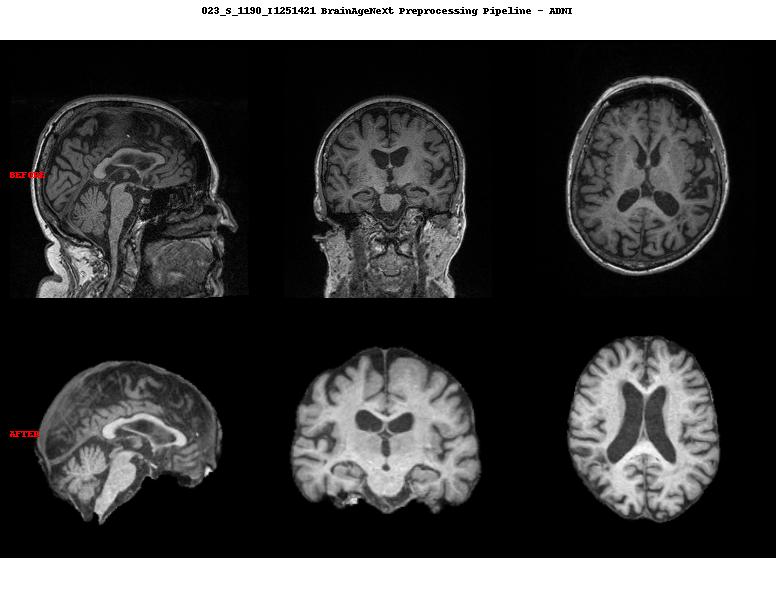 023_S_1190_I1251421 BrainAgeNeXt Preprocessing Pipeline - ADNI
BEFORE
AFTER